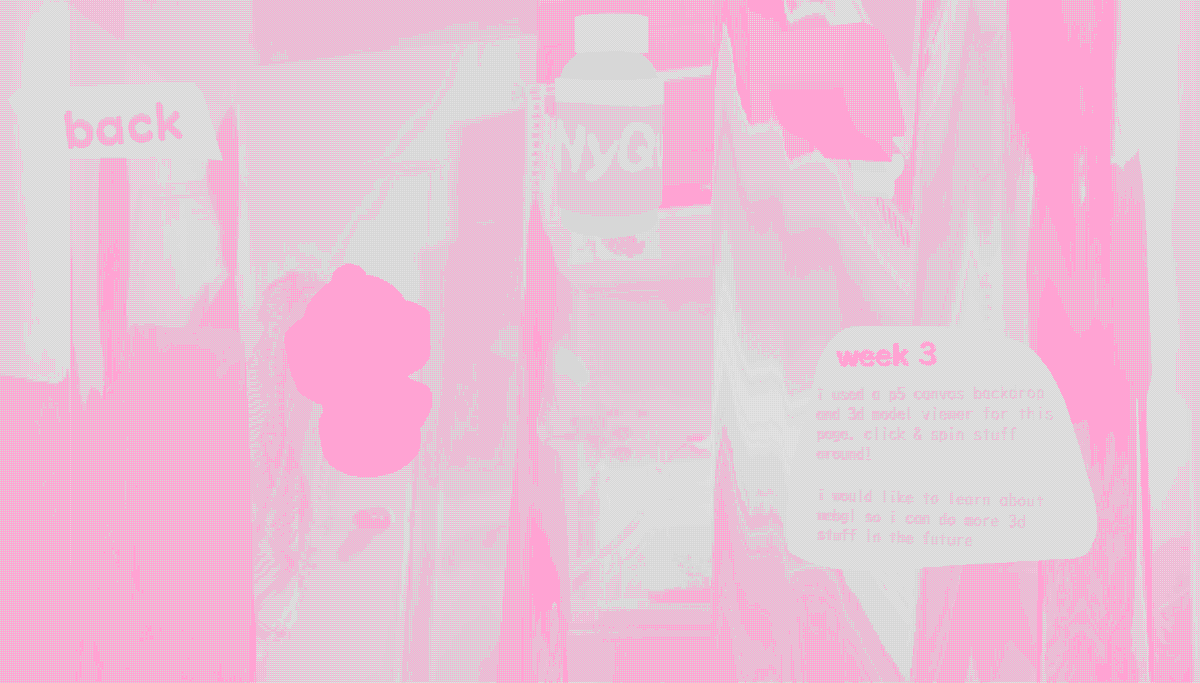 back
NyQ
week 3
i used a p5 canvas backdrop
and 3d model viewer for this
page. click & spin stuff
around!
i would like to learn about
webgl so i can do more 3d
stuff in the future